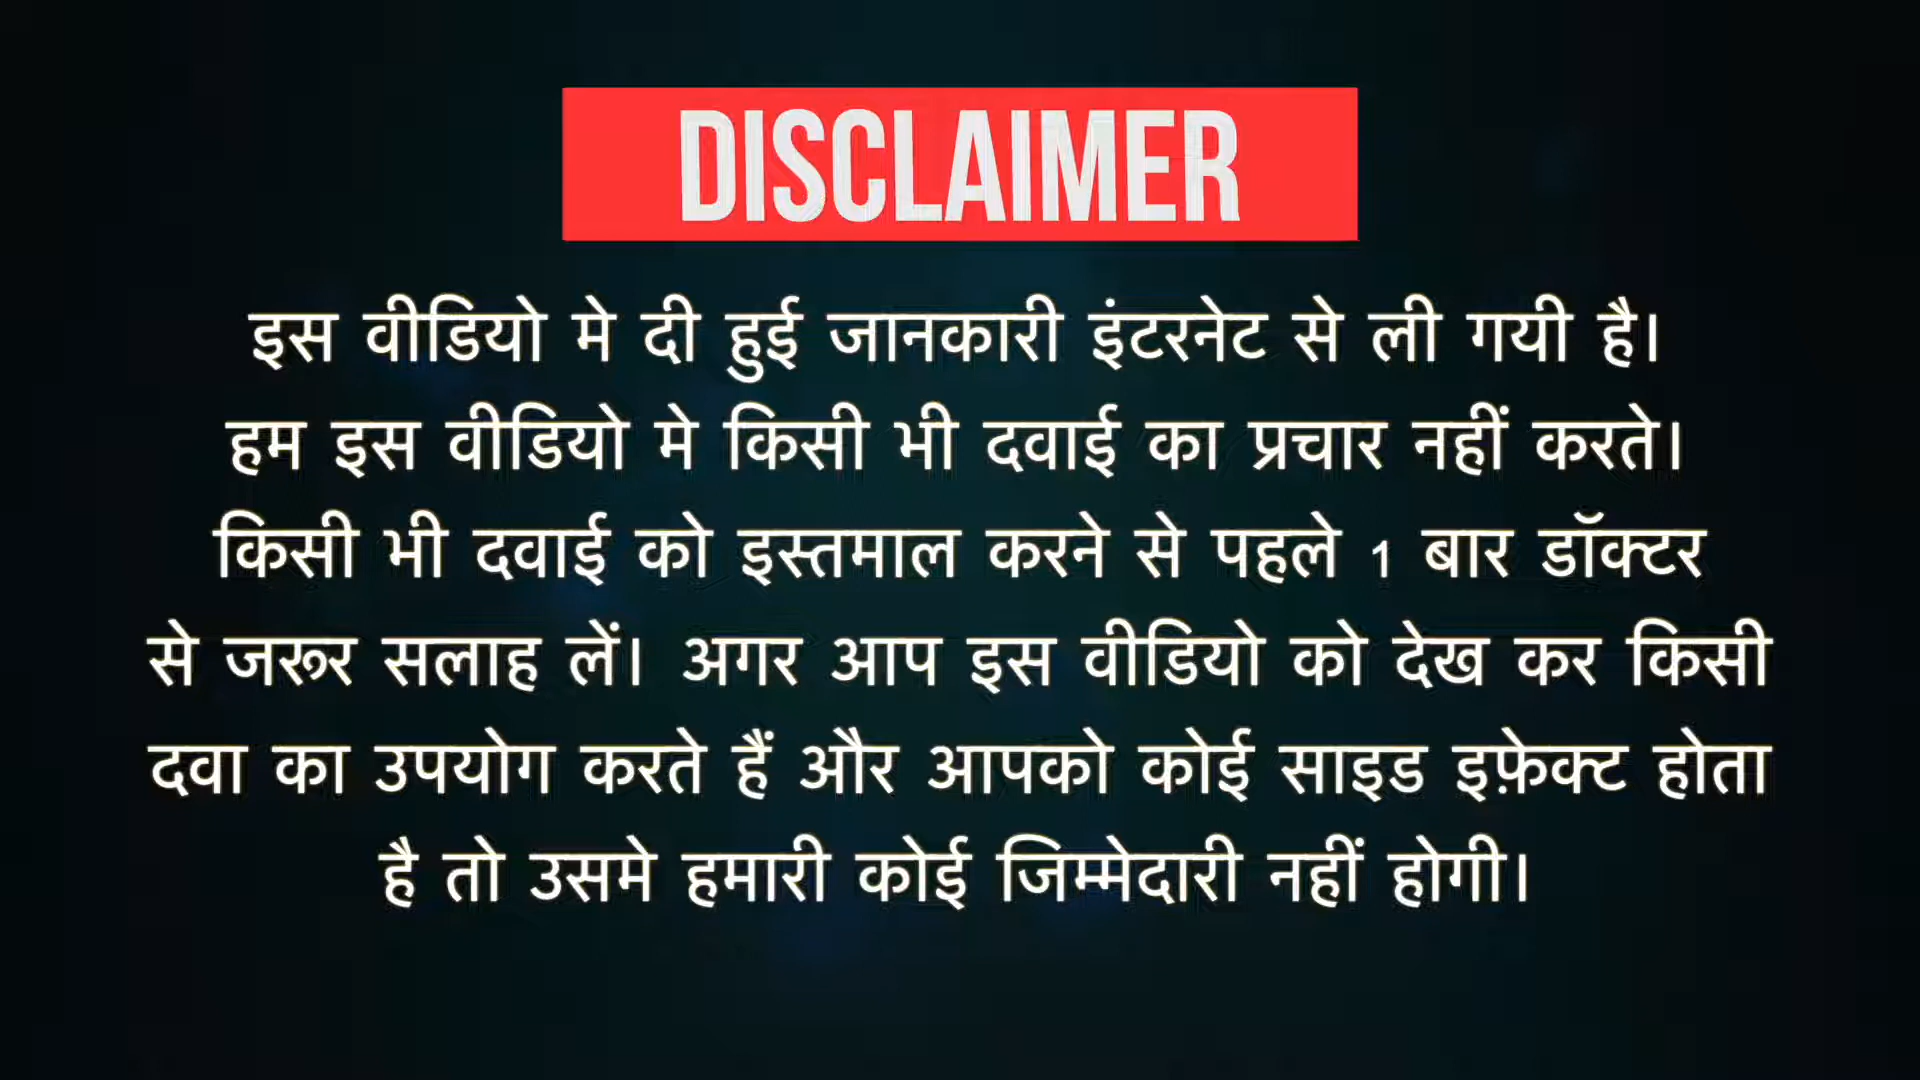 DISCLAIMER
इस वीडियो मे दी हुई जानकारी इंटरनेट से ली गयी है।
हम इस वीडियो मे किसी भी दवाई का प्रचार नहीं करते।
किसी भी दवाई को इस्तमाल करने से पहले 1 बार डॉक्टर
से जरूर सलाह लें। अगर आप इस वीडियो को देख कर किसी
दवा का उपयोग करते हैं और आपको कोई साइड इफ़ेक्ट होता
है तो उसमे हमारी कोई जिम्मेदारी नहीं होगी।